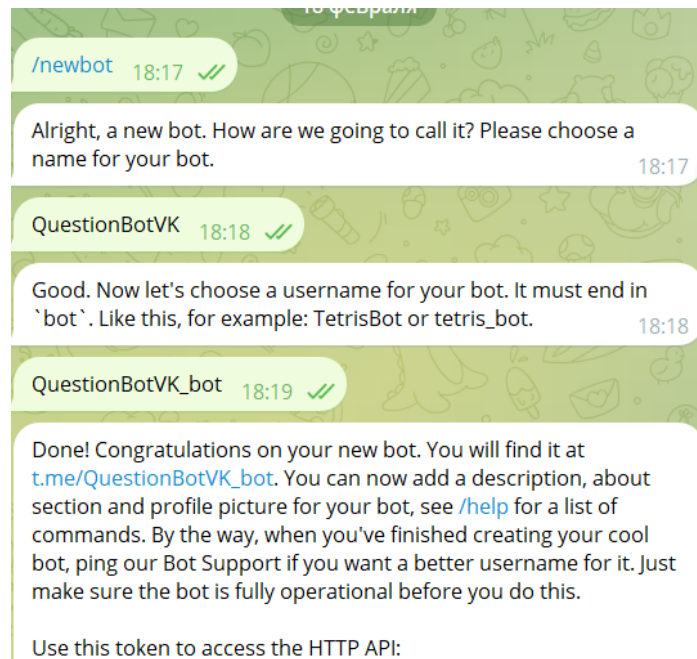 18 февраля
/newbot 18:17
Alright, a new bot. How are we going to call it? Please choose a
name for your bot.
18:17
QuestionBotVK 18:18
Good. Now let's choose a username for your bot. It must end in
`bot`. Like this, for example: TetrisBot or tetris_bot.
18:18
QuestionBotVK_bot 18:19
Done! Congratulations on your new bot. You will find it at
t.me/QuestionBotVK_bot. You can now add a description, about
section and profile picture for your bot, see /help for a list of
commands. By the way, when you've finished creating your cool
bot, ping our Bot Support if you want a better username for it. Just
make sure the bot is fully operational before you do this.
Use this token to access the HTTP API: